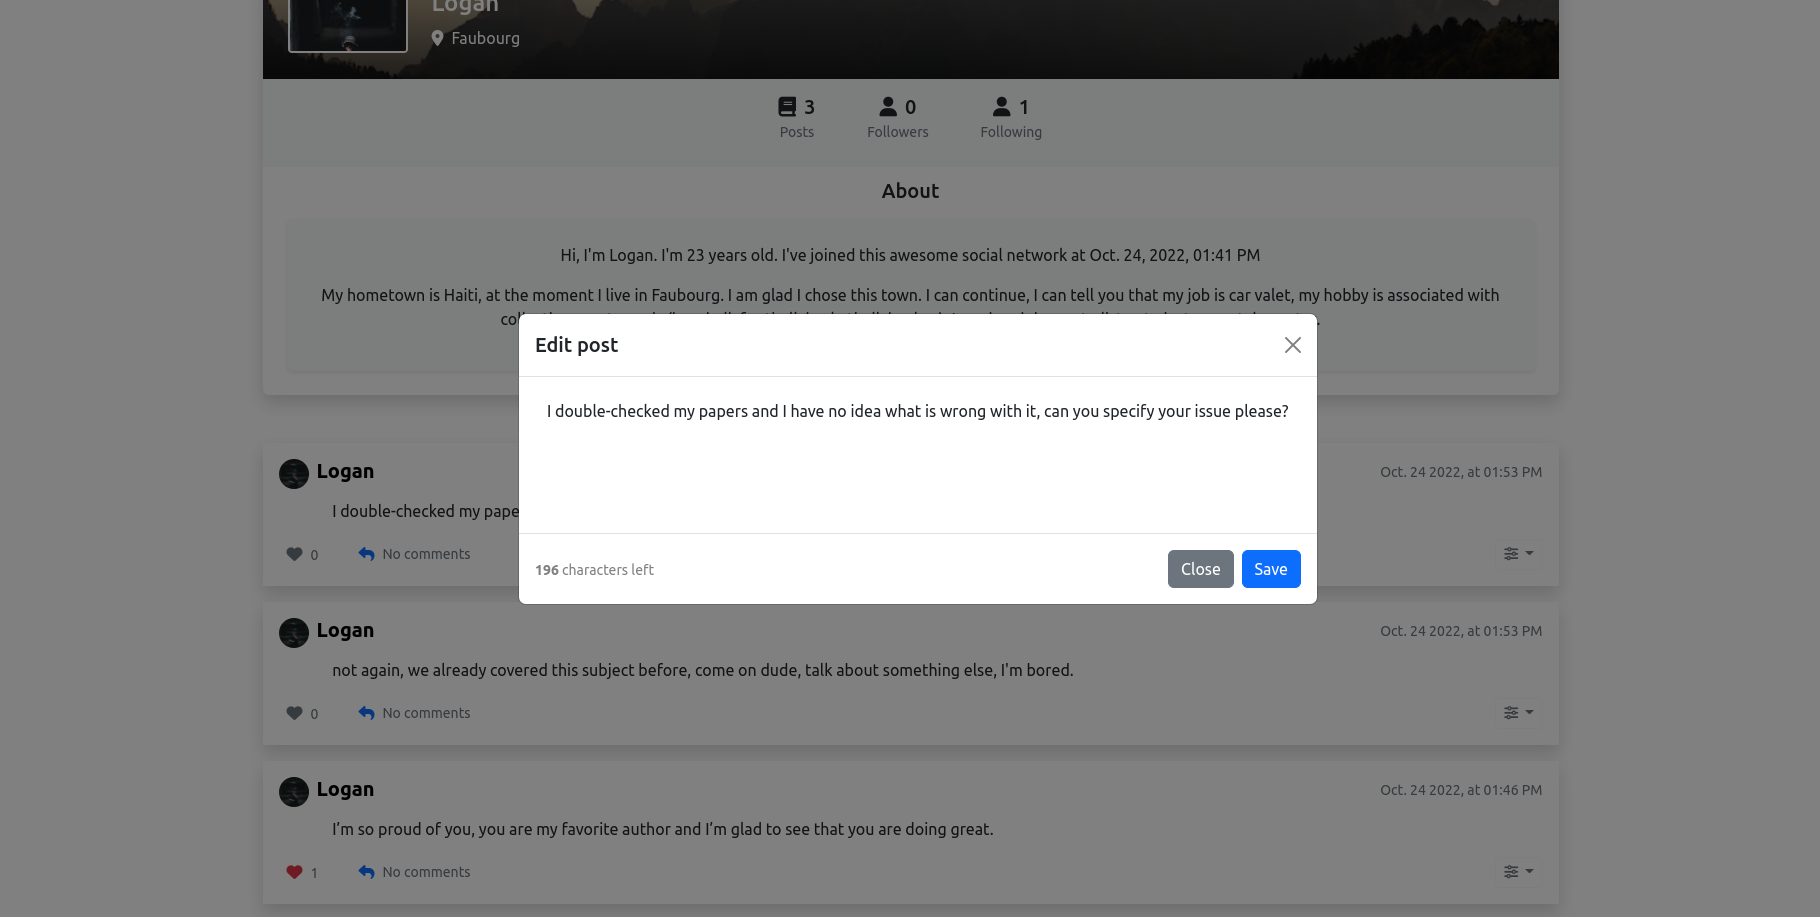 Logan
Faubourg
3
Posts
0
Followers
1
Following
About
Hi, I'm Logan. I'm 23 years old. I've joined this awesome social network at Oct. 24, 2022, 01:41 PM
My hometown is Haiti, at the moment I live in Faubourg. I am glad I chose this town. I can continue, I can tell you that my job is car valet, my hobby is associated with
Edit post
I double-checked my papers and I have no idea what is wrong with it, can you specify your issue please?
196 characters left
Close
Save
Logan
Oct. 24 2022, at 01:53 PM
I double-checked my pape
0
No comments
Logan
Oct. 24 2022, at 01:53 PM
not again, we already covered this subject before, come on dude, talk about something else, I'm bored.
0
No comments
Logan
Oct. 24 2022, at 01:46 PM
I’m so proud of you, you are my favorite author and I’m glad to see that you are doing great.
1
No comments